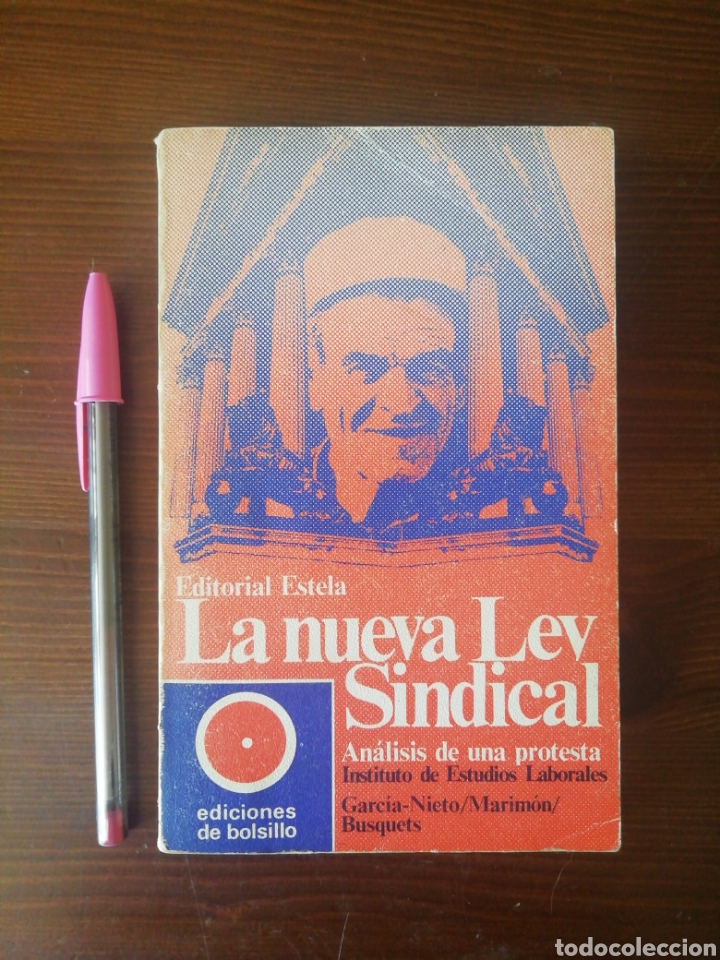 Editorial Estela
La nueva Ley
Sindical
Análisis de una protesta
Instituto de Estudios Laborales
García-Nieto/Marimón/
Busquets
ediciones
de bolsillo
todocoleccion